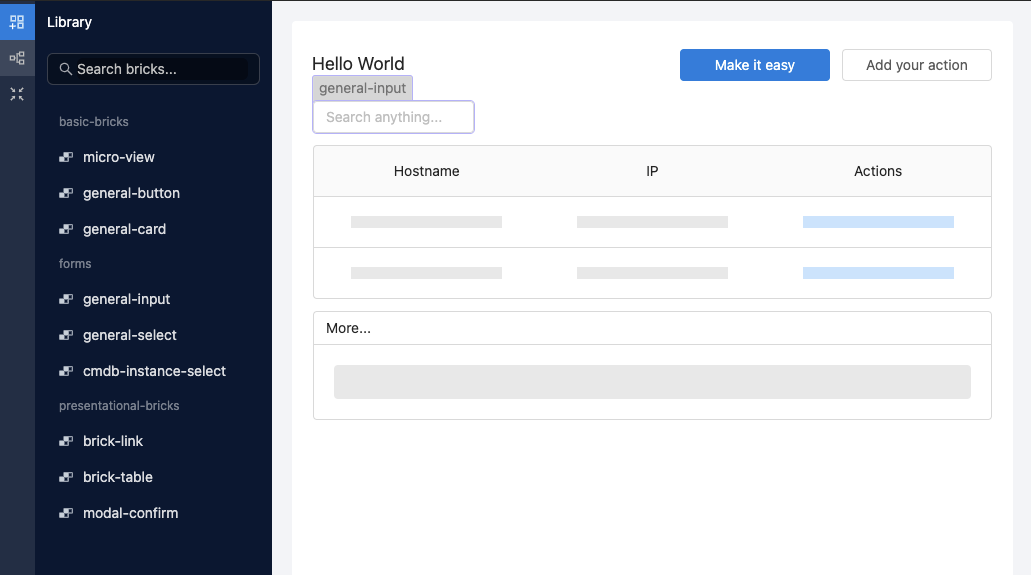 Library
Search bricks...
basic-bricks
micro-view
general-button
general-card
forms
general-input
general-select
cmdb-instance-select
presentational-bricks
brick-link
brick-table
modal-confirm
Hello World
Make it easy
Add your action
general-input
Search anything...
Hostname IP Actions
More...